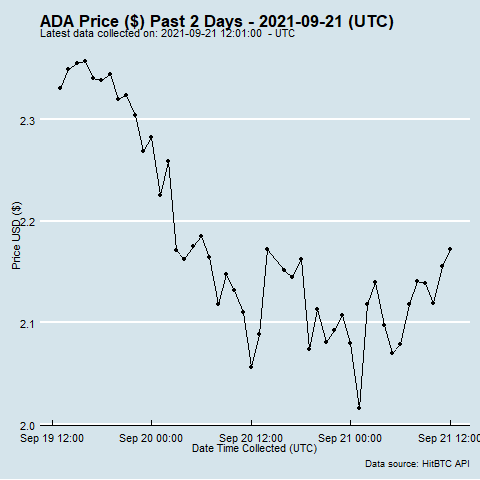 ADA Price ($) Past 2 Days - 2021-09-21 (UTC)
Latest data collected on: 2021-09-21 12:01:00 - UTC
Price USD ($)
2.3
2.2
2.1
2.0
Sep 19 12:00
Sep 20 00:00
Sep 20 12:00
Sep 21 00:00
Sep 21 12:00
Date Time Collected (UTC)
Data source: HitBTC API